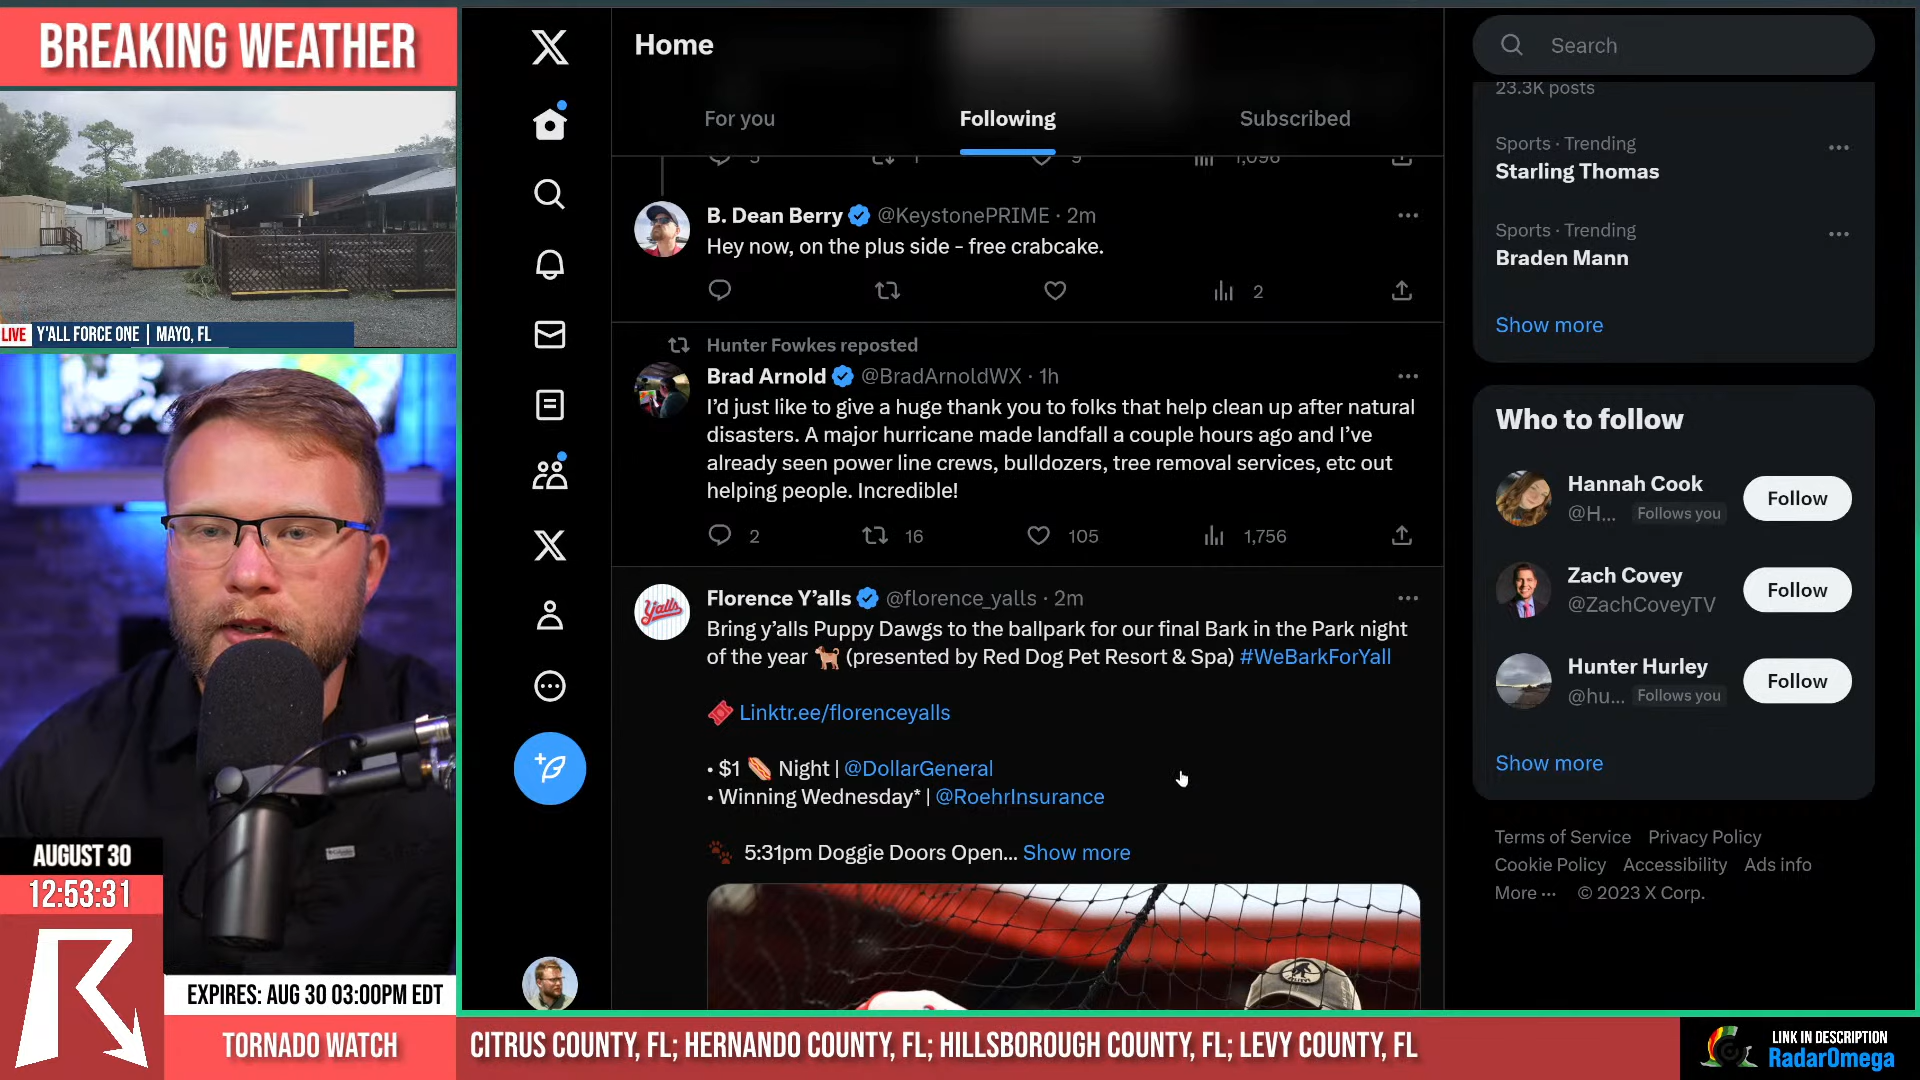 BREAKING WEATHER
LIVE Y'ALL FORCE ONE | MAYO, FL
AUGUST 30
12:53:31
EXPIRES: AUG 30 03:00PM EDT
TORNADO WATCH
CITRUS COUNTY, FL; HERNANDO COUNTY, FL; HILLSBOROUGH COUNTY, FL; LEVY COUNTY, FL
LINK IN DESCRIPTION
RadarOmega
Home
For you
Following
Subscribed
5 1 9 1,096
B. Dean Berry @KeystonePRIME · 2m
Hey now, on the plus side - free crabcake.
2
Hunter Fowkes reposted
Brad Arnold @BradArnoldWX · 1h
I'd just like to give a huge thank you to folks that help clean up after natural
disasters. A major hurricane made landfall a couple hours ago and I've
already seen power line crews, bulldozers, tree removal services, etc out
helping people. Incredible!
2 16 105 1,756
Y'alls
Florence Y'alls @florence_yalls · 2m
Bring y'alls Puppy Dawgs to the ballpark for our final Bark in the Park night
of the year 🐕 (presented by Red Dog Pet Resort & Spa) #WeBarkForYall
🎟️ Linktr.ee/florenceyalls
• $1 🌭 Night | @DollarGeneral
• Winning Wednesday* | @RoehrInsurance
🐾 5:31pm Doggie Doors Open... Show more
Search
23.3K posts
Sports · Trending
Starling Thomas
Sports · Trending
Braden Mann
Show more
Who to follow
Hannah Cook
@H... Follows you
Follow
Zach Covey
@ZachCoveyTV
Follow
Hunter Hurley
@hu... Follows you
Follow
Show more
Terms of Service Privacy Policy
Cookie Policy Accessibility Ads info
More ··· © 2023 X Corp.